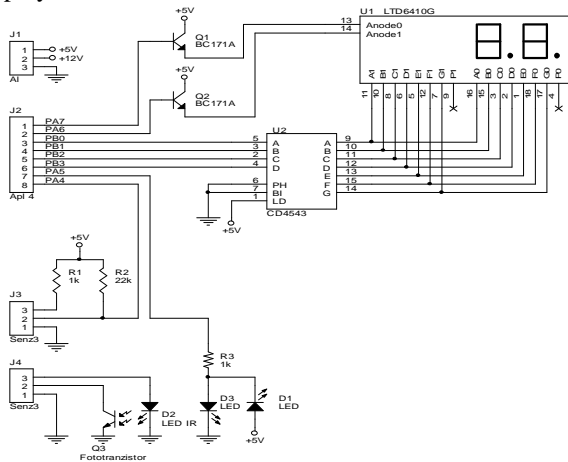 play
U1 LTD6410G
Anode0
Anode1
13
14
A1 B1 C1 D1 E1 F1 G1 P1 A0 B0 C0 D0 E0 F0 G0 P0
11 10 8 6 5 12 7 9 16 15 3 2 1 18 17 4
+5V
Q1
BC171A
J1
1
2
3
+5V
+12V
Al
+5V
Q2
BC171A
J2
1
2
3
4
5
6
7
8
PA7
PA6
PB0
PB1
PB2
PB3
PA5
PA4
Apl 4
U2
5 A A 9
3 B B 10
2 C C 11
4 D D 12
E 13
6 PH F 15
7 BI G 14
1 LD
CD4543
+5V
+5V
R1
1k
R2
22k
J3
3
2
1
Senz3
R3
1k
J4
3
2
1
Senz3
D2
LED IR
D3
LED
D1
LED
+5V
Q3
Fototranzistor